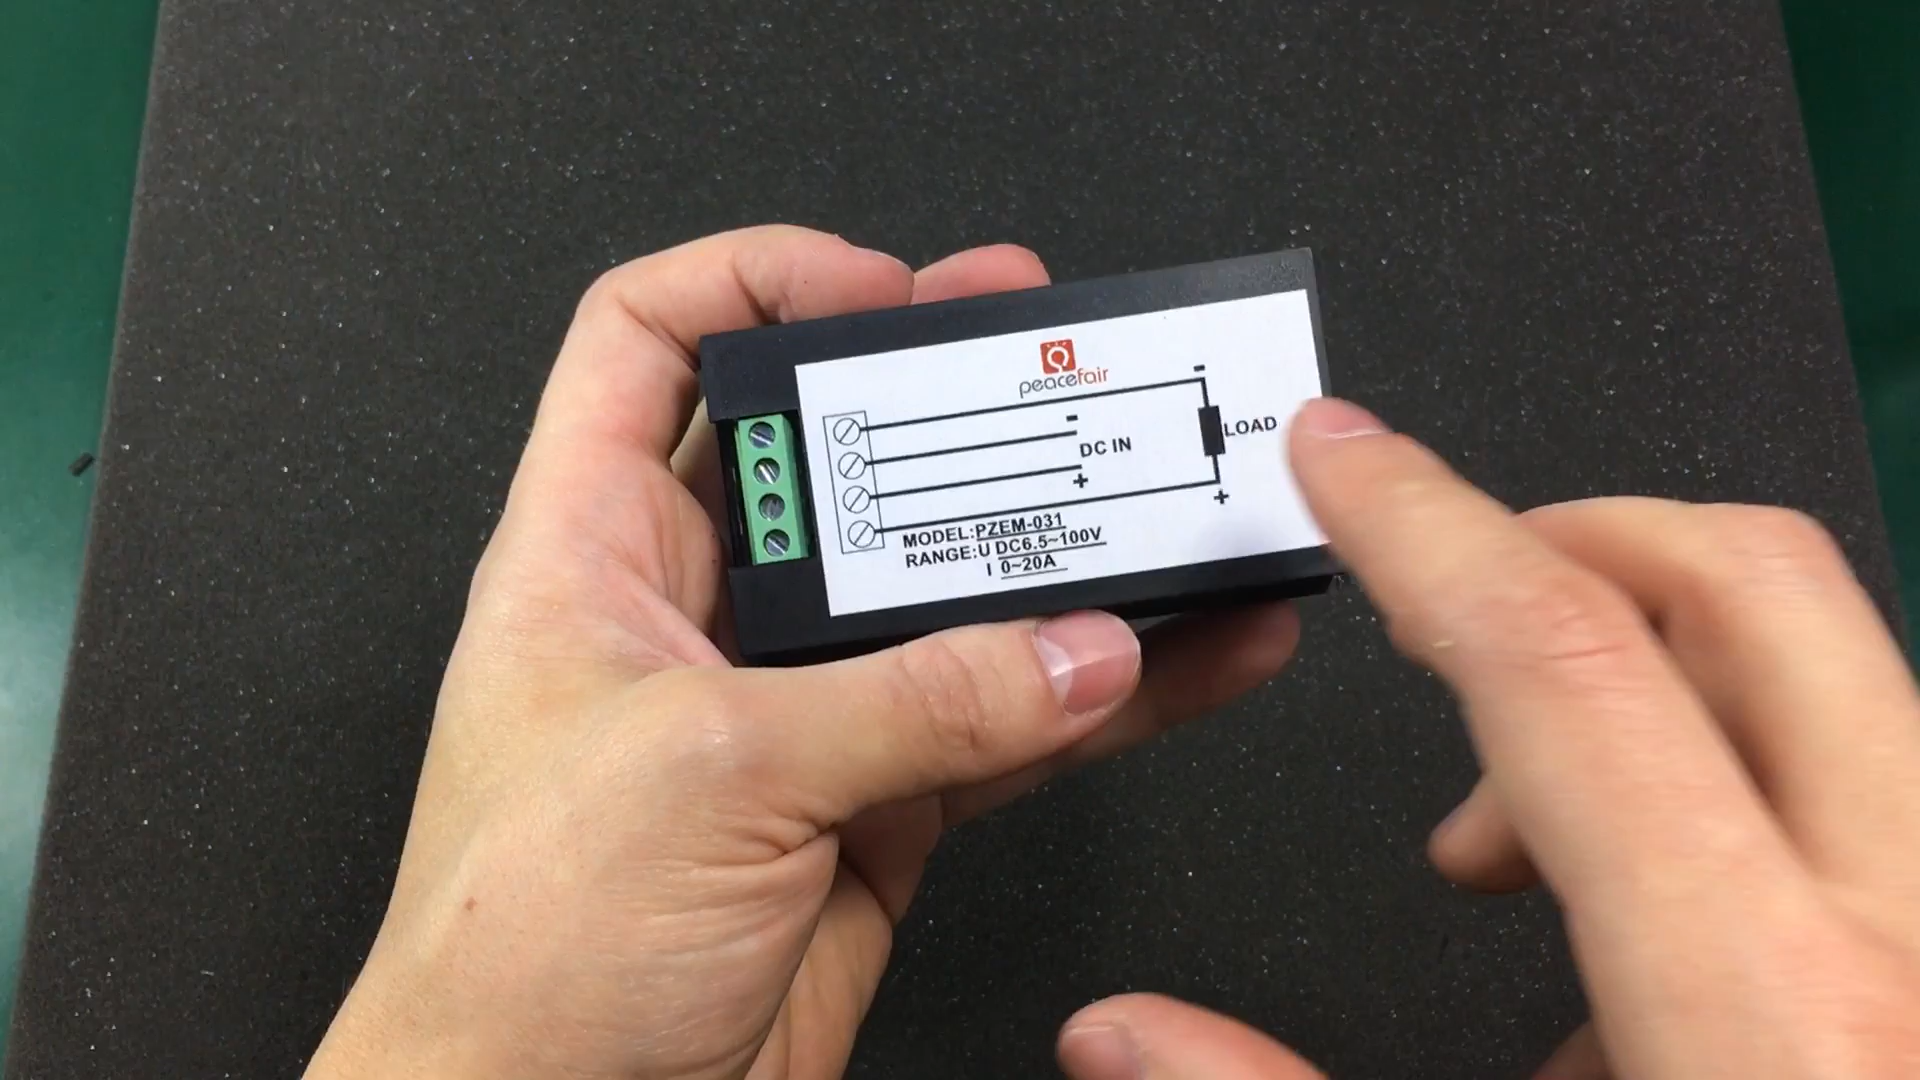 peacefair
-
-
DC IN
LOAD
+
+
MODEL:PZEM-031
RANGE:U DC6.5~100V
I 0~20A